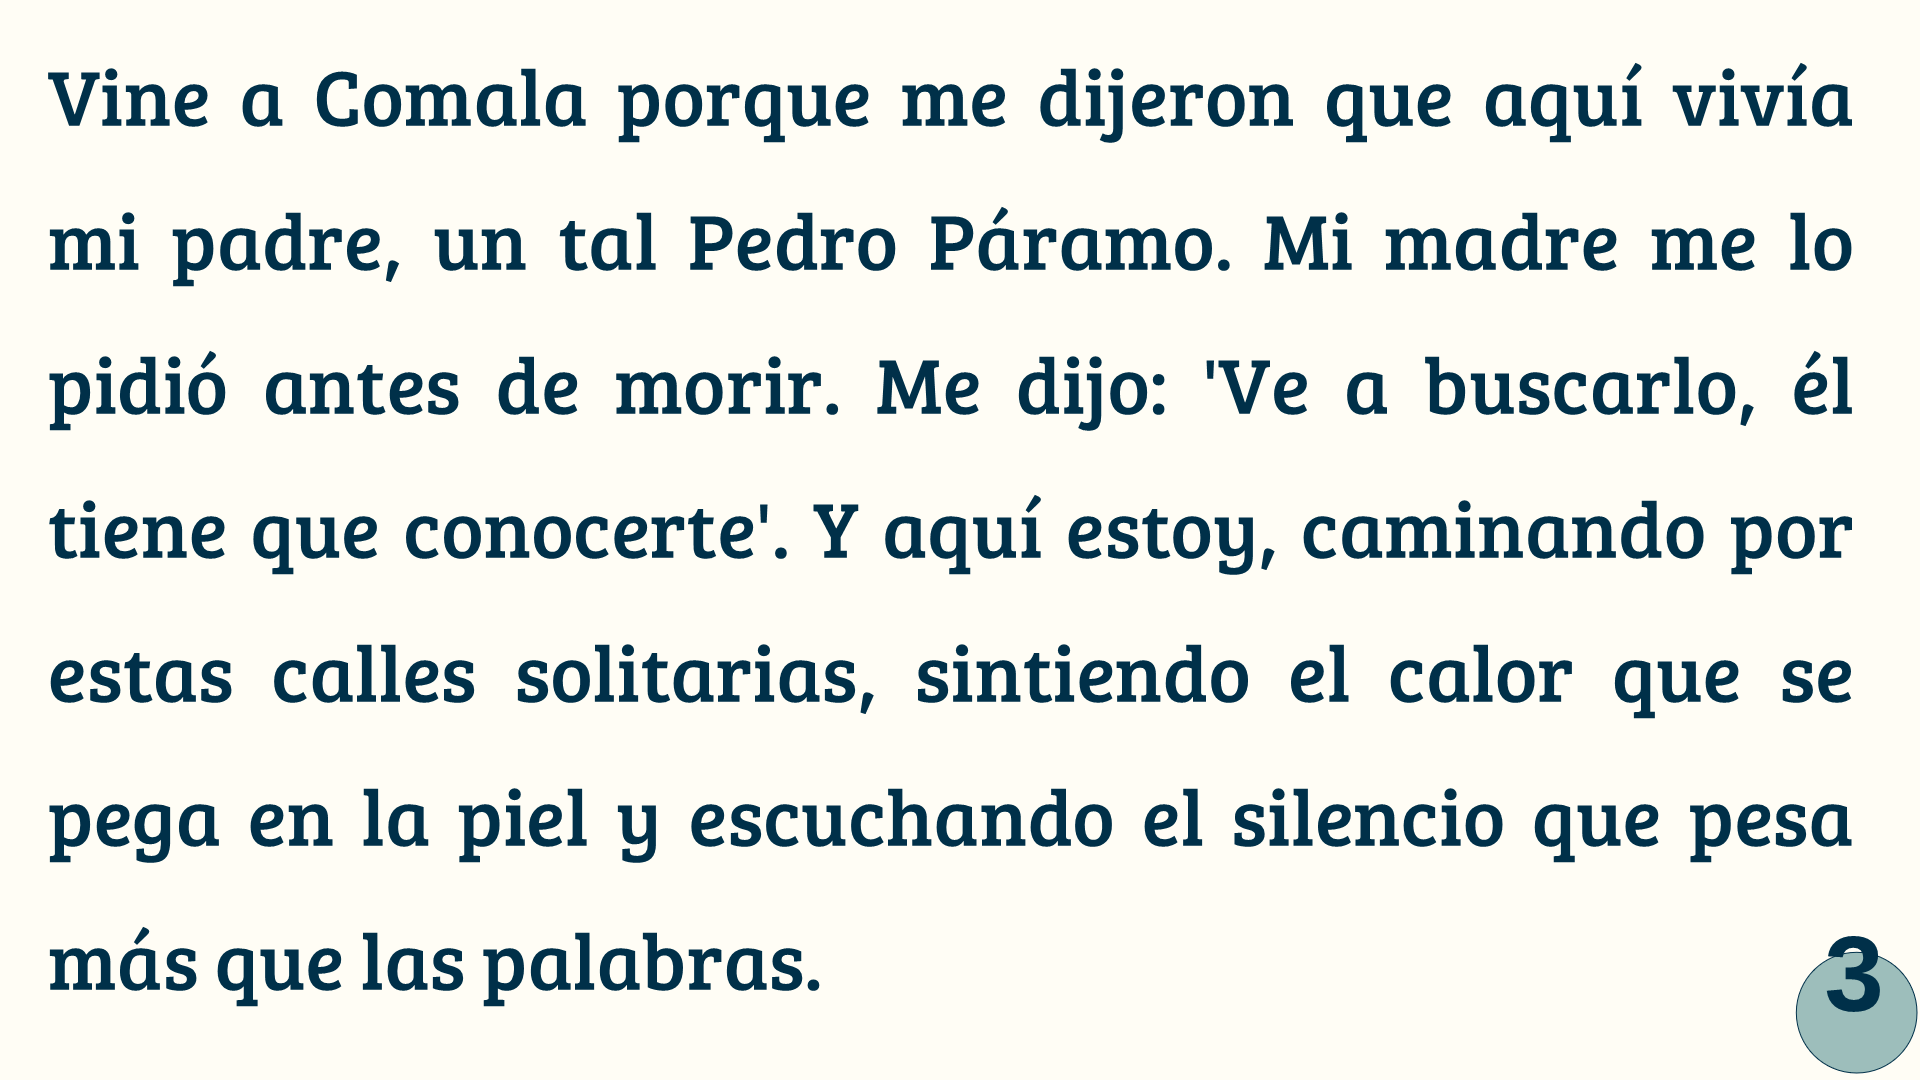 Vine a Comala porque me dijeron que aquí vivía
mi padre, un tal Pedro Páramo. Mi madre me lo
pidió antes de morir. Me dijo: 'Ve a buscarlo, él
tiene que conocerte'. Y aquí estoy, caminando por
estas calles solitarias, sintiendo el calor que se
pega en la piel y escuchando el silencio que pesa
más que las palabras.
3